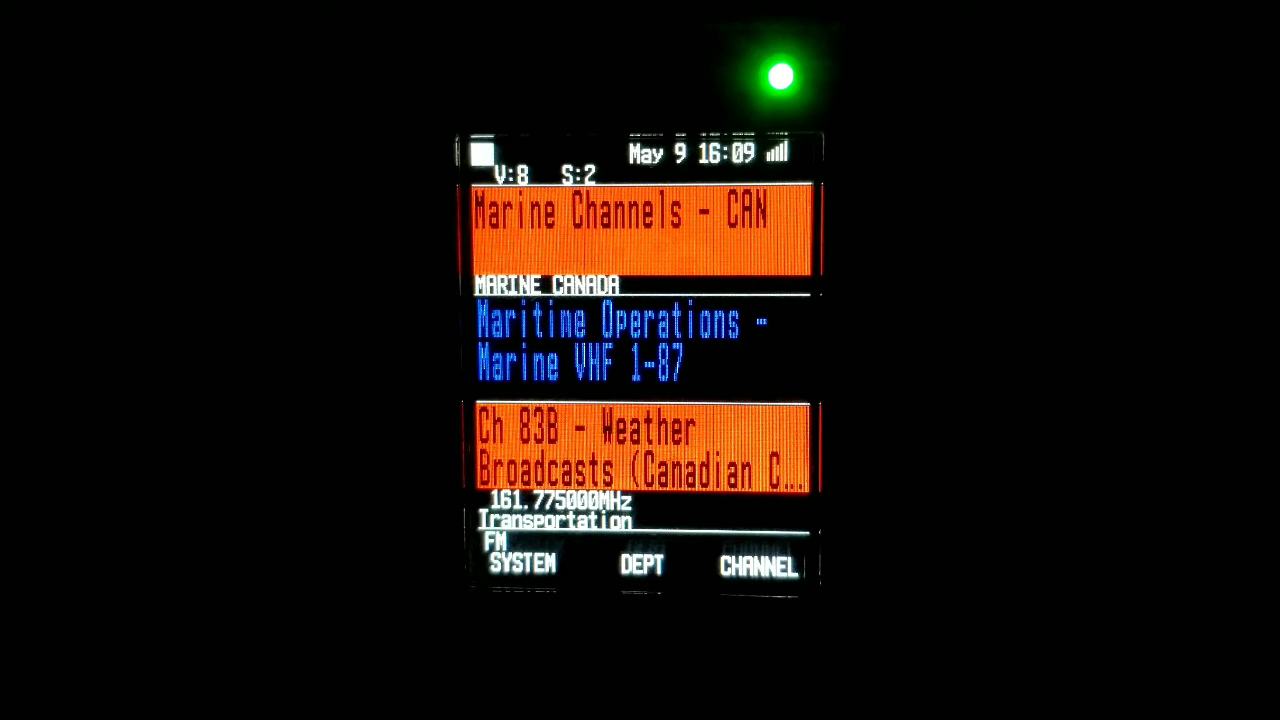 May 9 16:09
V:8 S:2
Marine Channels - CAN
MARINE CANADA
Maritime Operations -
Marine VHF 1-87
Ch 83B - Weather
Broadcasts (Canadian C...
161.775000MHz
Transportation
FM
SYSTEM DEPT CHANNEL